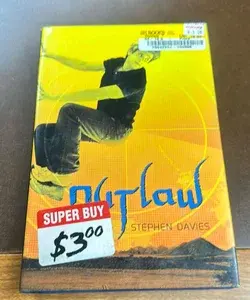 Outlaw
STEPHEN DAVIES
SUPER BUY
$3.00